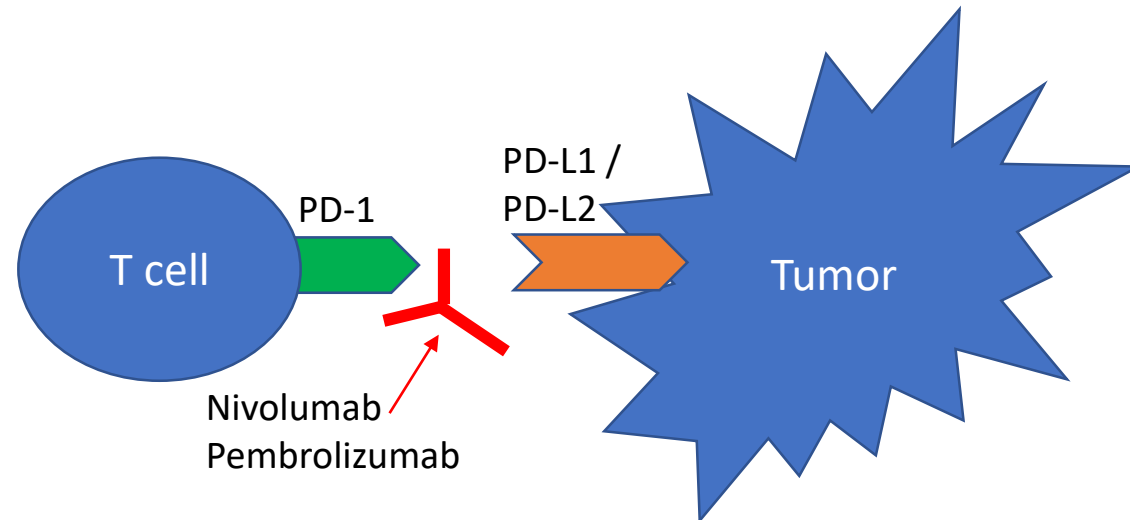 PD-L1 /
PD-L2
PD-1
T cell
Tumor
Nivolumab
Pembrolizumab